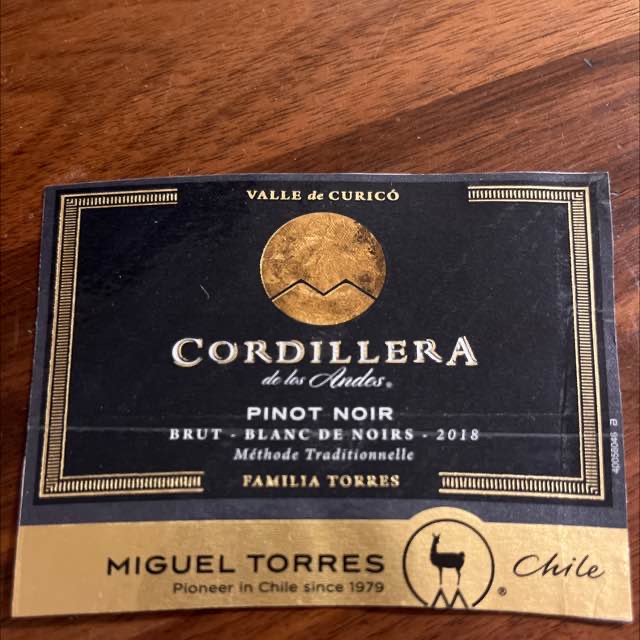 VALLE de CURICÓ
CORDILLERA
de los Andes®
PINOT NOIR
BRUT - BLANC DE NOIRS - 2018
Méthode Traditionnelle
FAMILIA TORRES
40056046 B
MIGUEL TORRES
Pioneer in Chile since 1979
®
Chile